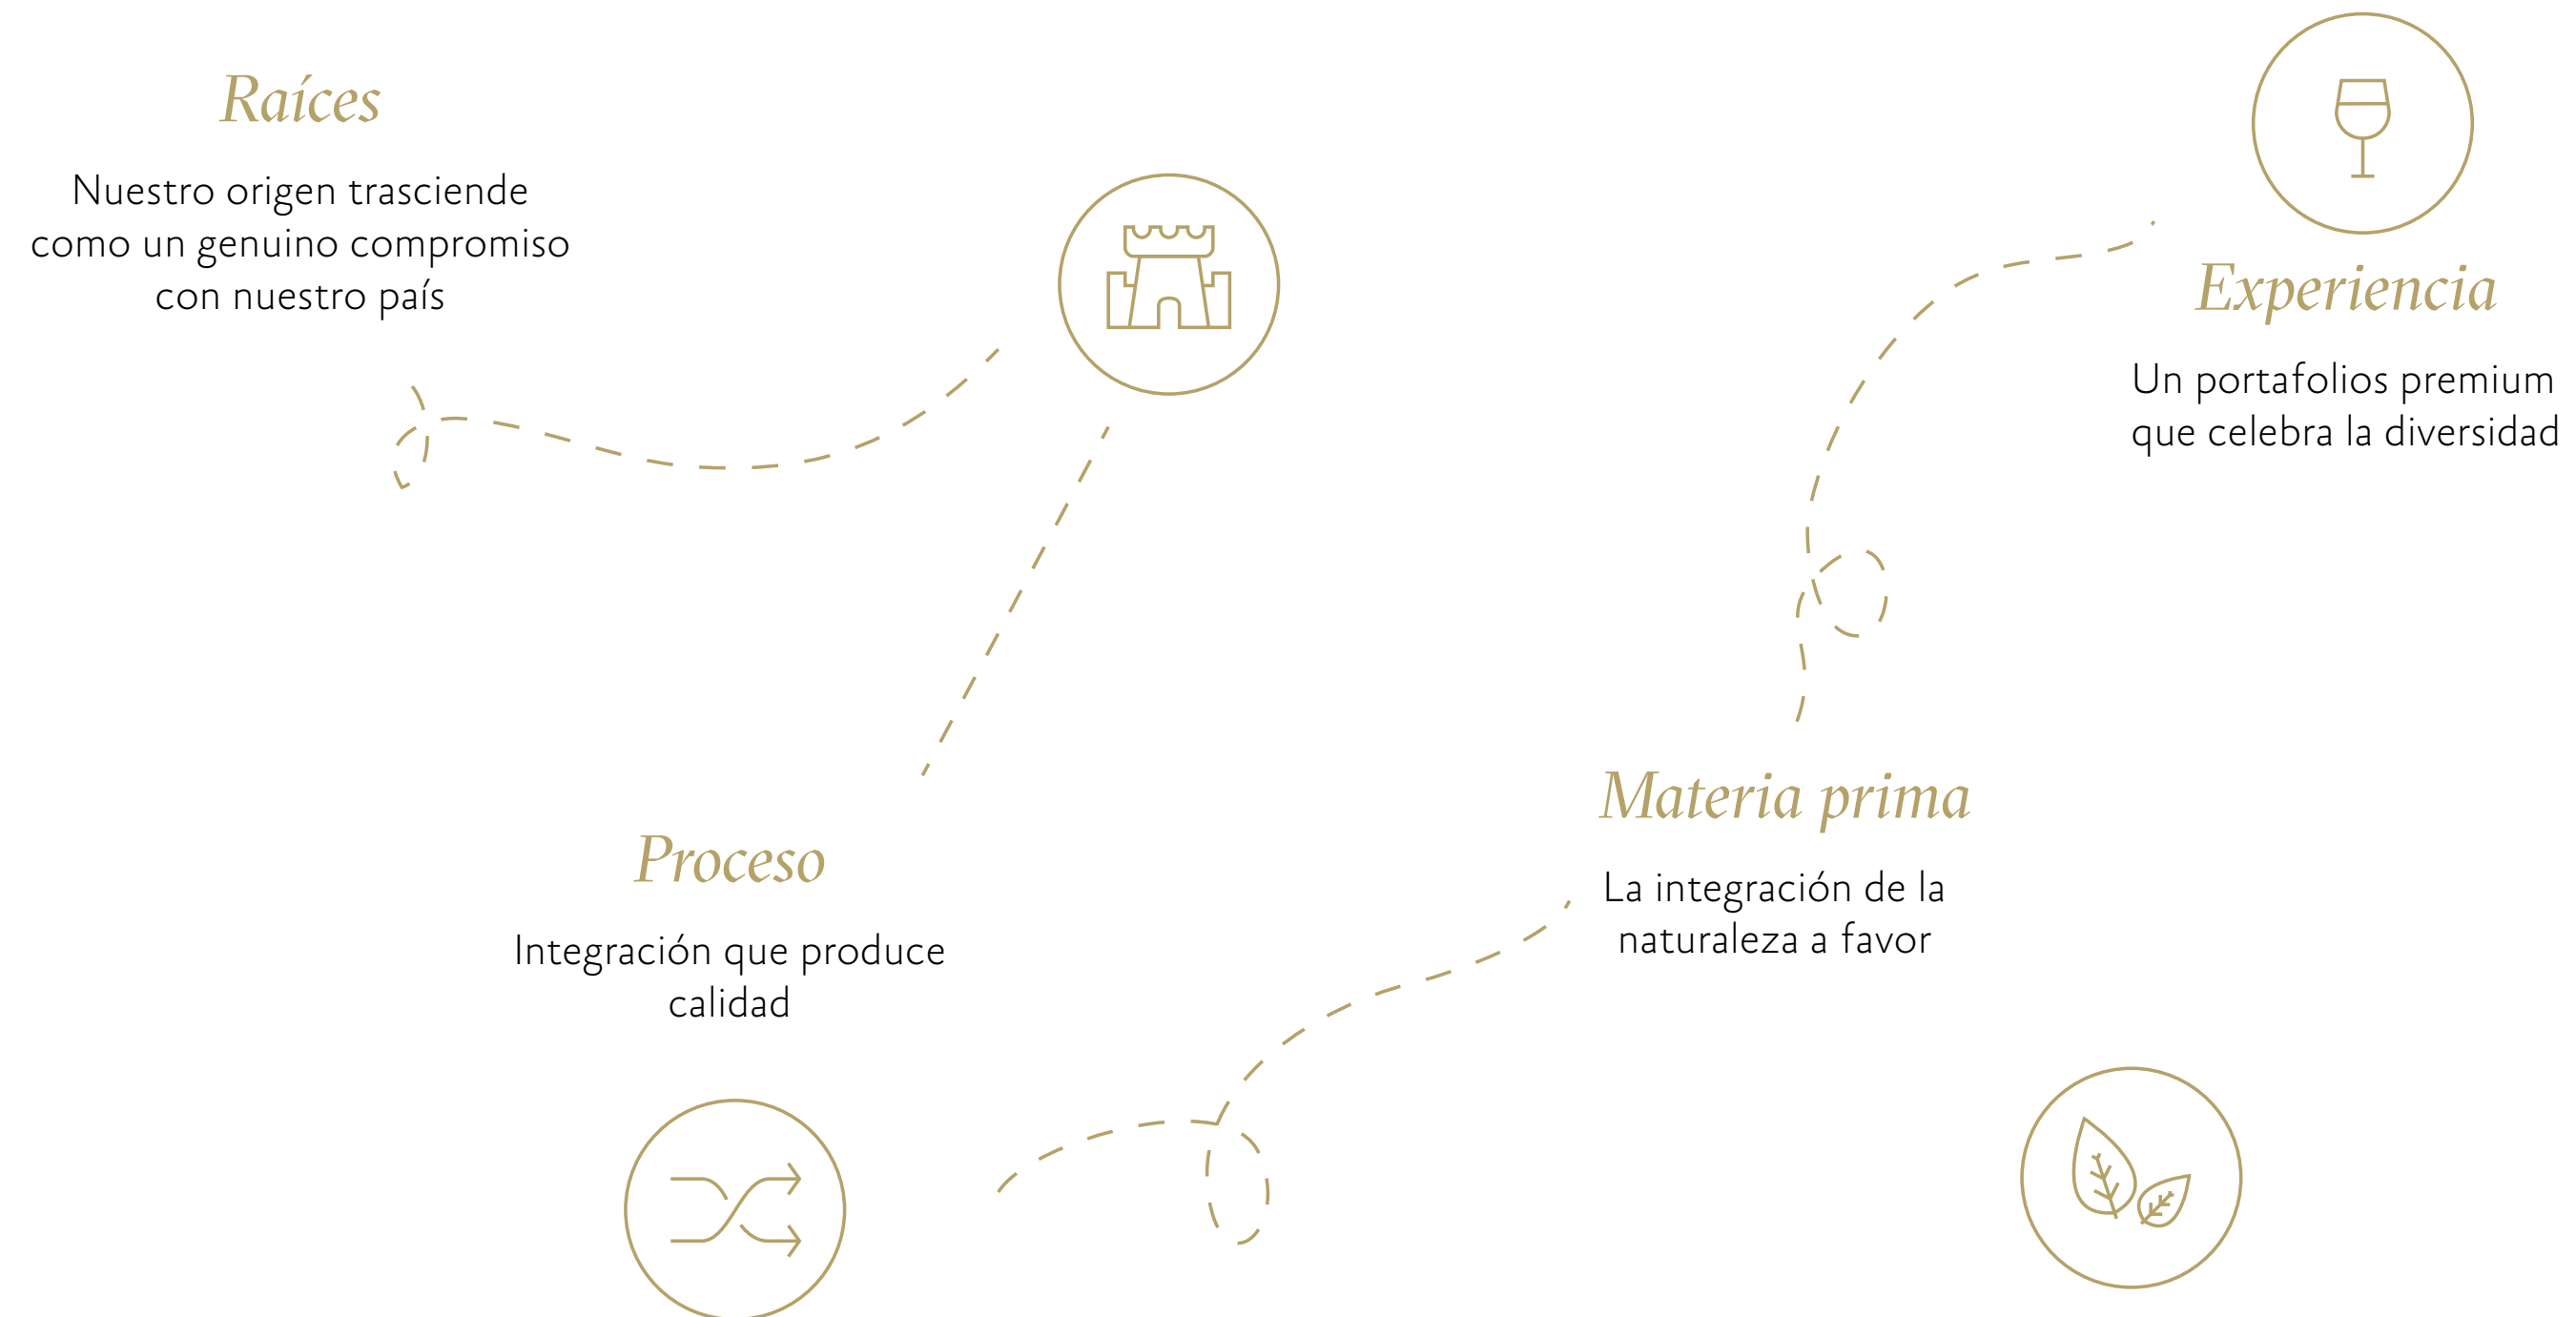 Raíces
Nuestro origen trasciende
como un genuino compromiso
con nuestro país
Experiencia
Un portafolios premium
que celebra la diversidad
Proceso
Integración que produce
calidad
Materia prima
La integración de la
naturaleza a favor